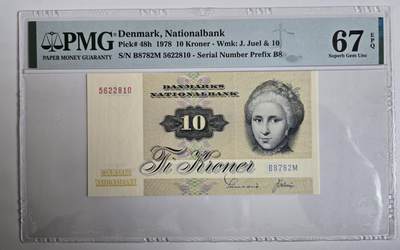 PMG
PAPER MONEY GUARANTY
Denmark, Nationalbank
Pick# 48h 1978 10 Kroner - Wmk: J. Juel & 10
S/N B8782M 5622810 - Serial Number Prefix B8
67 EPQ
Superb Gem Unc
DANMARKS
NATIONALBANK
5622810
10
Ti Kroner
B8782M